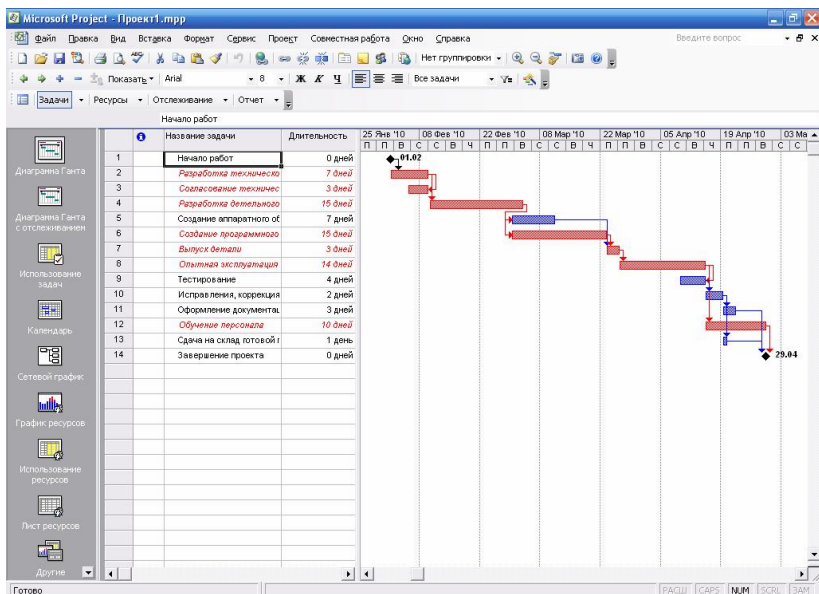 Microsoft Project - Проект1.mpp
Файл Правка Вид Вставка Формат Сервис Проект Совместная работа Окно Справка Введите вопрос
Нет группировки
Показать Arial 8 Ж К Ч Все задачи
Задачи Ресурсы Отслеживание Отчет
Начало работ
Название задачи Длительность 25 Янв '10 08 Фев '10 22 Фев '10 08 Мар '10 22 Мар '10 05 Апр '10 19 Апр '10 03 Ма
П П В С С В Ч П П В С С В Ч П П В С С В Ч П П В С С
1 Начало работ 0 дней 01.02
2 Разработка техническо 7 дней
3 Согласование техничес 3 дней
4 Разработка детельного 15 дней
5 Создание аппаратного об 7 дней
6 Создание программного 15 дней
7 Выпуск детали 3 дней
8 Опытная эксплуатация 14 дней
9 Тестирование 4 дней
10 Исправления, коррекция 2 дней
11 Оформление документац 3 дней
12 Обучение персонала 10 дней
13 Сдача на склад готовой г 1 день
14 Завершение проекта 0 дней 29.04
Диаграмма Ганта
Диаграмма Ганта
с отслеживанием
Использование
задач
Календарь
Сетевой график
График ресурсов
Использование
ресурсов
Лист ресурсов
Другие
Готово РАСШ CAPS NUM SCRL ЗАМ